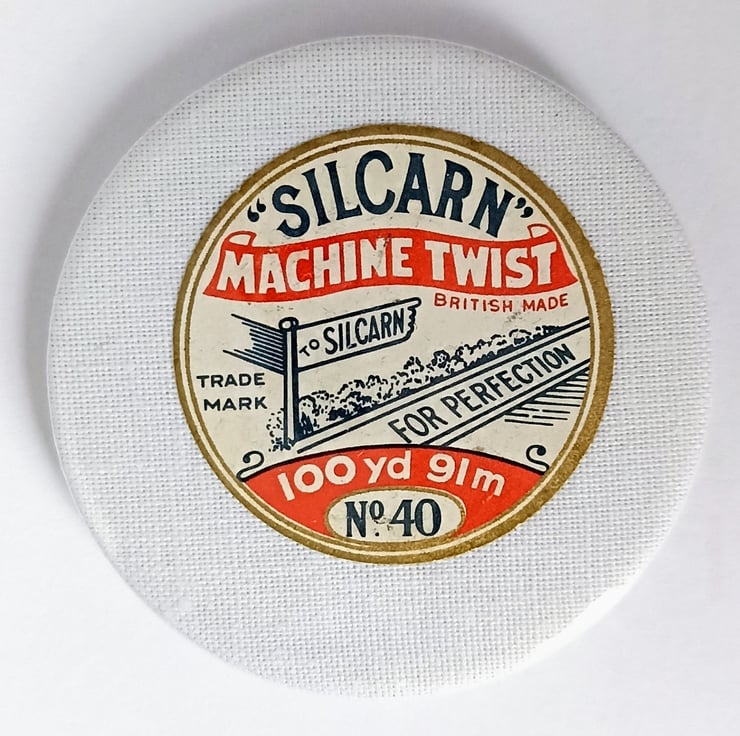 "SILCARN"
MACHINE TWIST
BRITISH MADE
TO SILCARN
TRADE
MARK
FOR PERFECTION
100 yd 91m
Nº 40